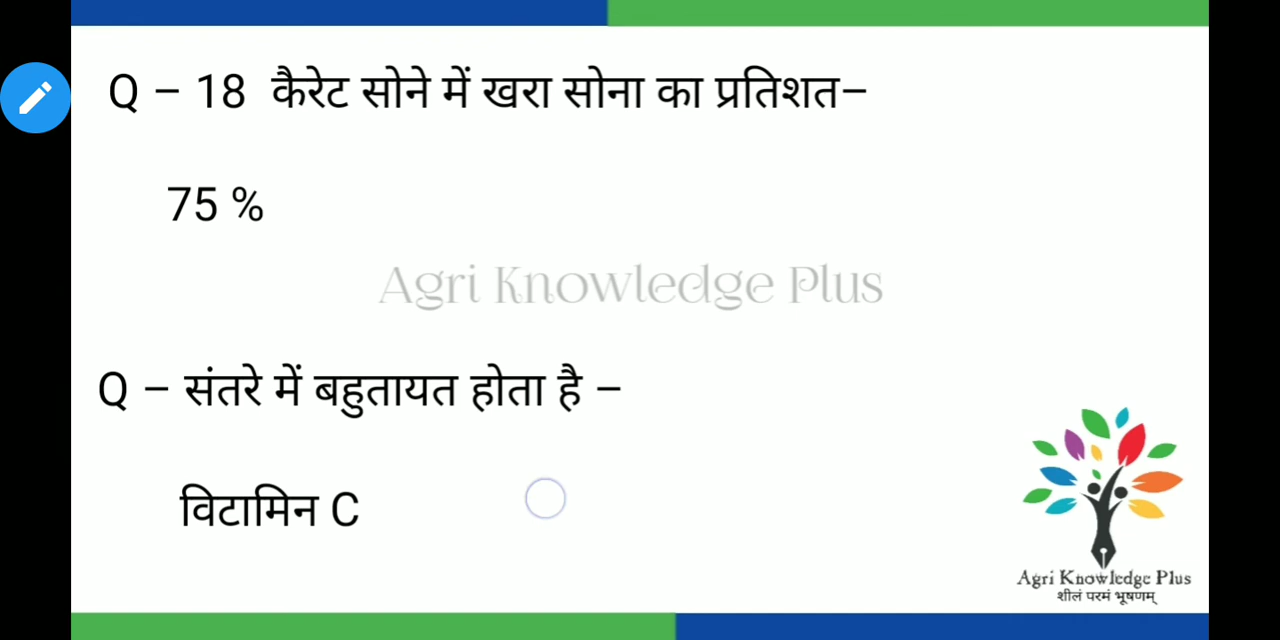 Q – 18 कैरेट सोने में खरा सोना का प्रतिशत–
75 %
Agri Knowledge Plus
Q – संतरे में बहुतायत होता है –
विटामिन C
Agri Knowledge Plus
शीलं परमं भूषणम्